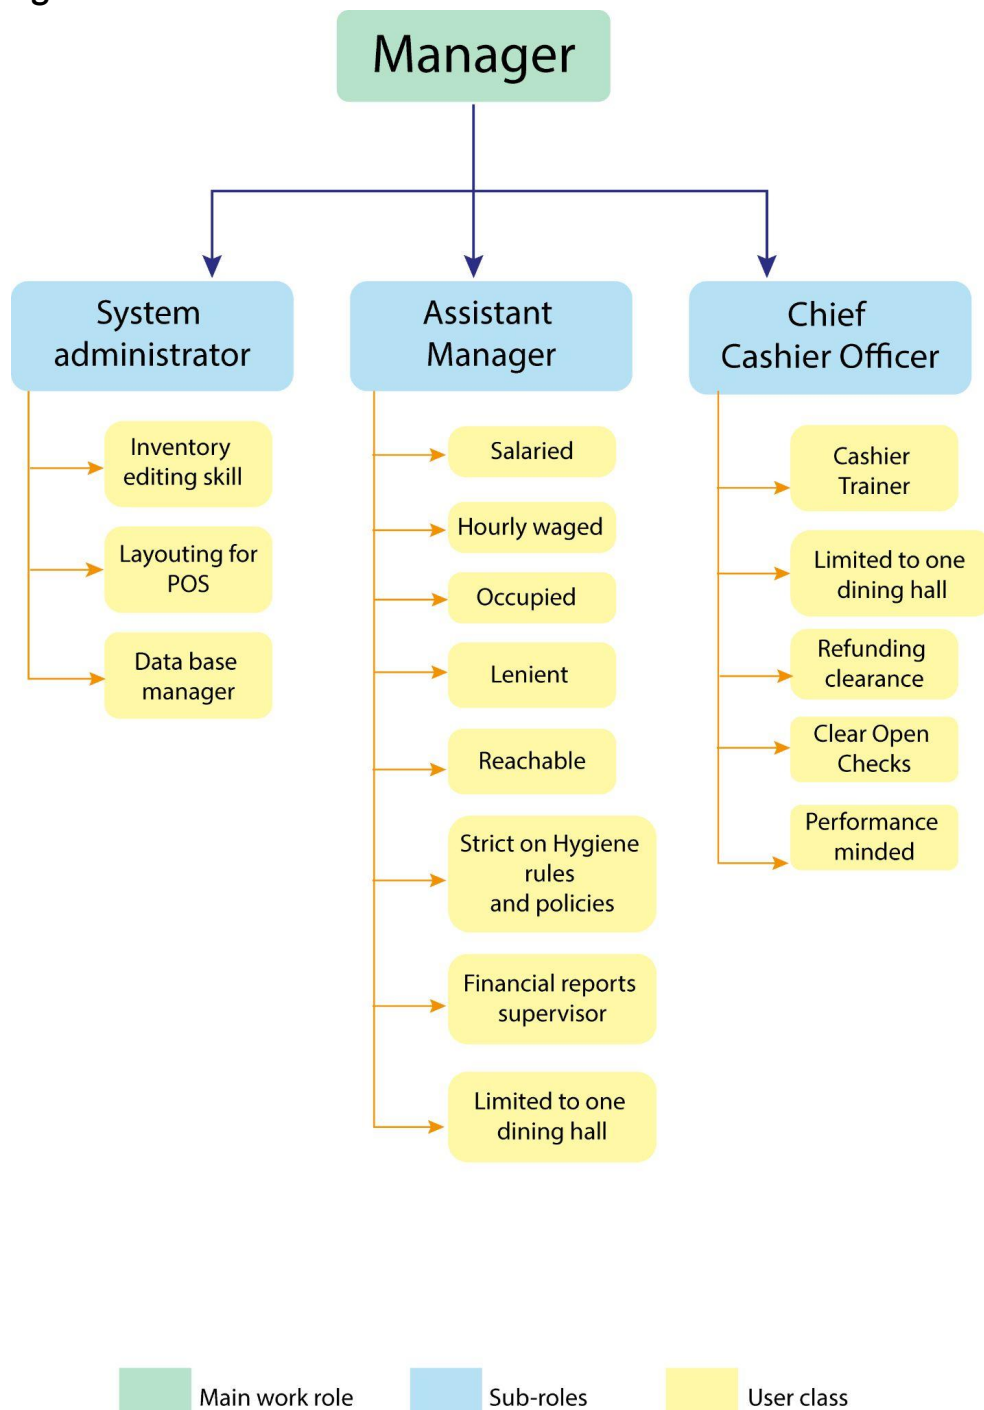 g
Manager
System
administrator
Assistant
Manager
Chief
Cashier Officer
Inventory
editing skill
Layouting for
POS
Data base
manager
Salaried
Hourly waged
Occupied
Lenient
Reachable
Strict on Hygiene
rules
and policies
Financial reports
supervisor
Limited to one
dining hall
Cashier
Trainer
Limited to one
dining hall
Refunding
clearance
Clear Open
Checks
Performance
minded
Main work role
Sub-roles
User class